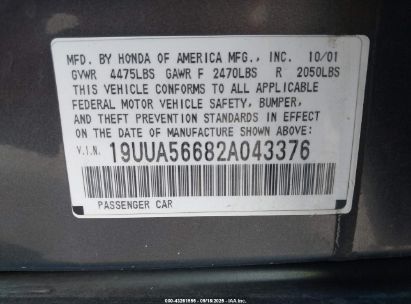 MFD. BY HONDA OF AMERICA MFG., INC. 10/01
GVWR 4475LBS GAWR F 2470LBS R 2050LBS
THIS VEHICLE CONFORMS TO ALL APPLICABLE
FEDERAL MOTOR VEHICLE SAFETY, BUMPER,
AND THEFT PREVENTION STANDARDS IN EFFECT
ON THE DATE OF MANUFACTURE SHOWN ABOVE.
V.I.N. 19UUA56682A043376
PASSENGER CAR